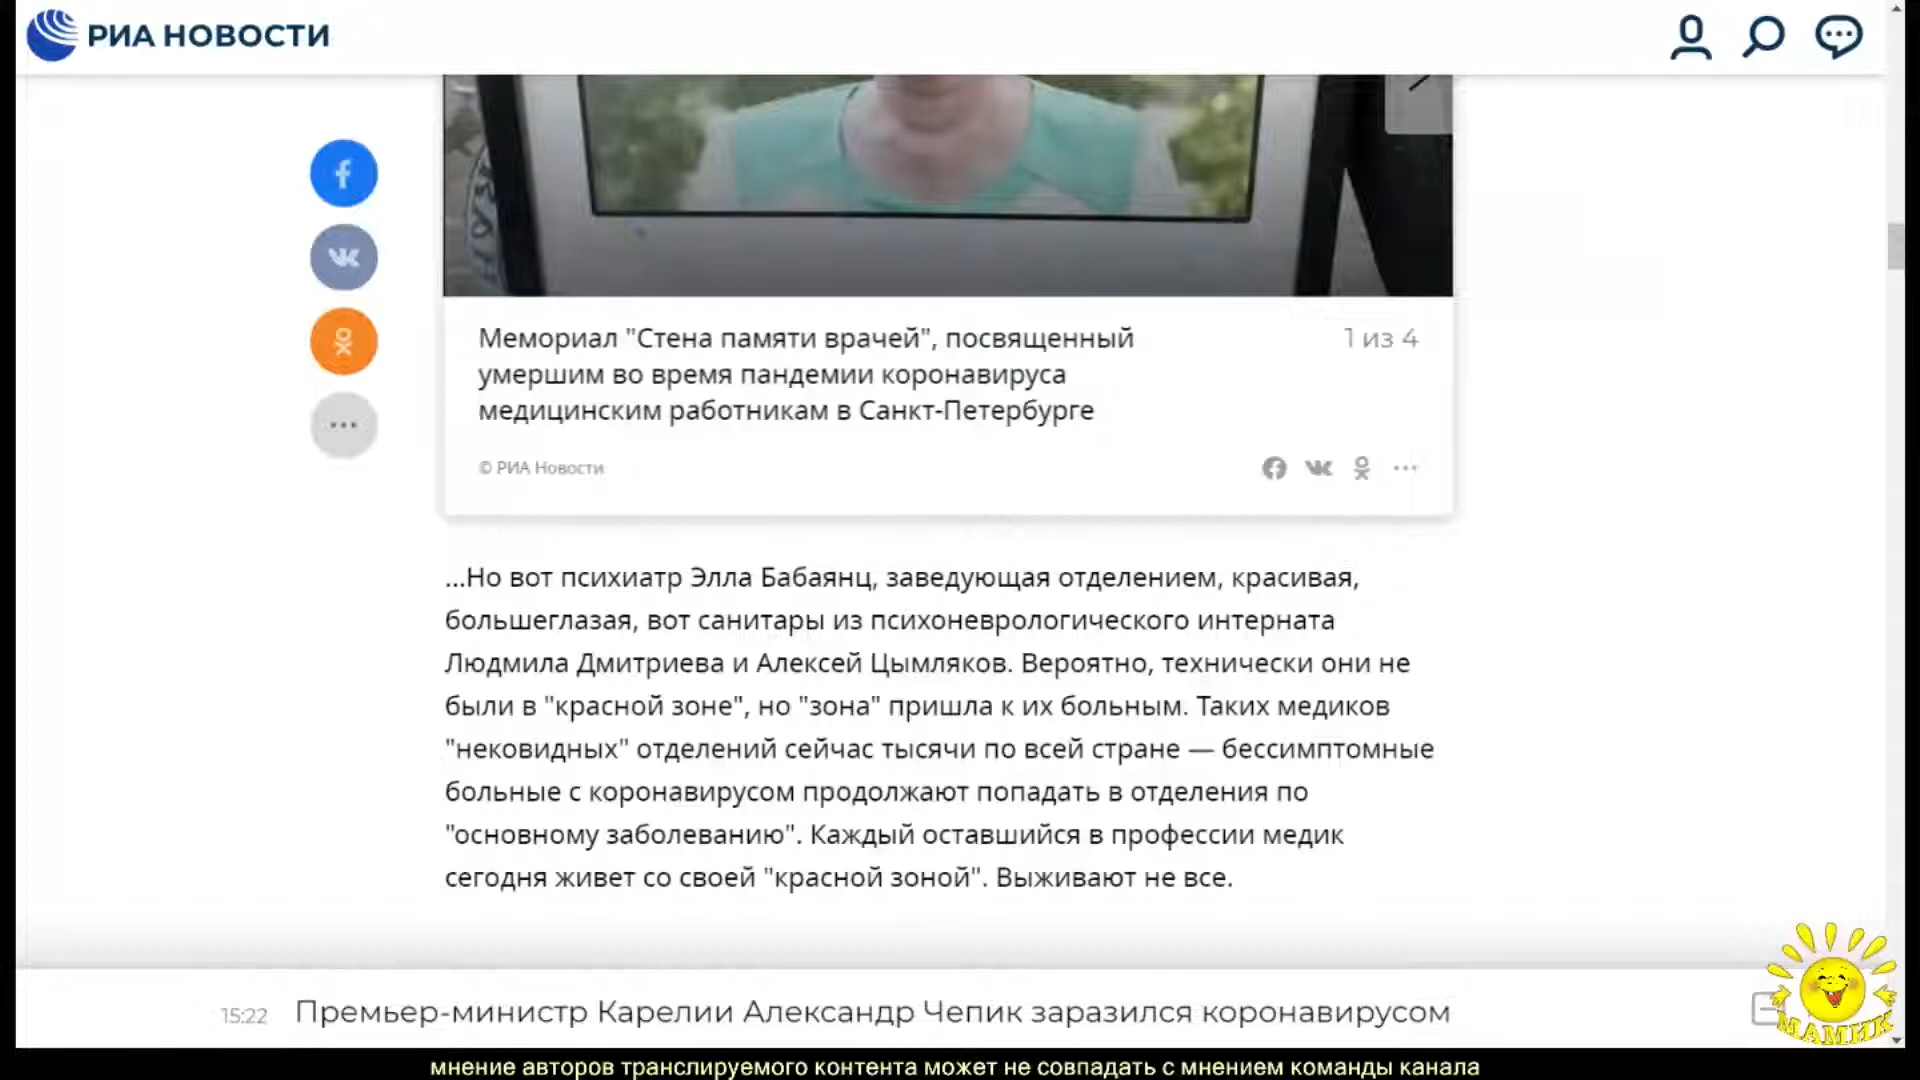 РИА НОВОСТИ
Мемориал "Стена памяти врачей", посвященный
1 из 4
умершим во время пандемии коронавируса
медицинским работникам в Санкт-Петербурге
© РИА Новости
...Но вот психиатр Элла Бабаянц, заведующая отделением, красивая,
большеглазая, вот санитары из психоневрологического интерната
Людмила Дмитриева и Алексей Цымляков. Вероятно, технически они не
были в "красной зоне", но "зона" пришла к их больным. Таких медиков
"нековидных" отделений сейчас тысячи по всей стране — бессимптомные
больные с коронавирусом продолжают попадать в отделения по
"основному заболеванию". Каждый оставшийся в профессии медик
сегодня живет со своей "красной зоной". Выживают не все.
15:22 Премьер-министр Карелии Александр Чепик заразился коронавирусом
МАМИК
мнение авторов транслируемого контента может не совпадать с мнением команды канала